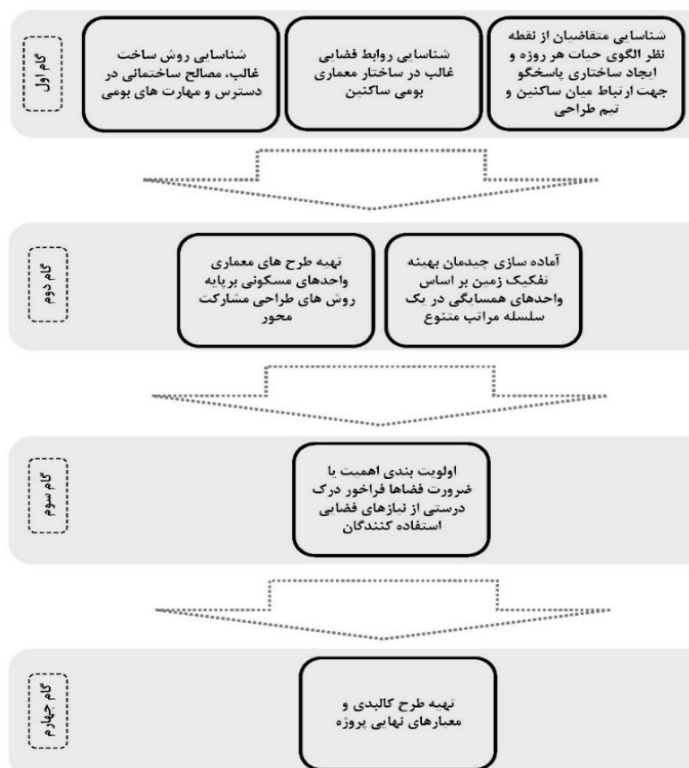 گام اول
شناسایی متقاضیان از نقطه
نظر الگوی حیات هر روزه و
ایجاد ساختاری پاسخگو
جهت ارتباط میان ساکنین و
تیم طراحی
شناسایی روابط فضایی
غالب در ساختار معماری
بومی ساکنین
شناسایی روش ساخت
غالب، مصالح ساختمانی در
دسترس و مهارت های بومی
گام دوم
آماده سازی چیدمان بهینه
تفکیک زمین بر اساس
واحدهای همسایگی در یک
سلسله مراتب متنوع
تهیه طرح های معماری
واحدهای مسکونی برپایه
روش های طراحی مشارکت
محور
گام سوم
اولویت بندی اهمیت یا
ضرورت فضاها فراخور درک
درستی از نیازهای فضایی
استفاده کنندگان
گام چهارم
تهیه طرح کالبدی و
معیارهای نهایی پروژه